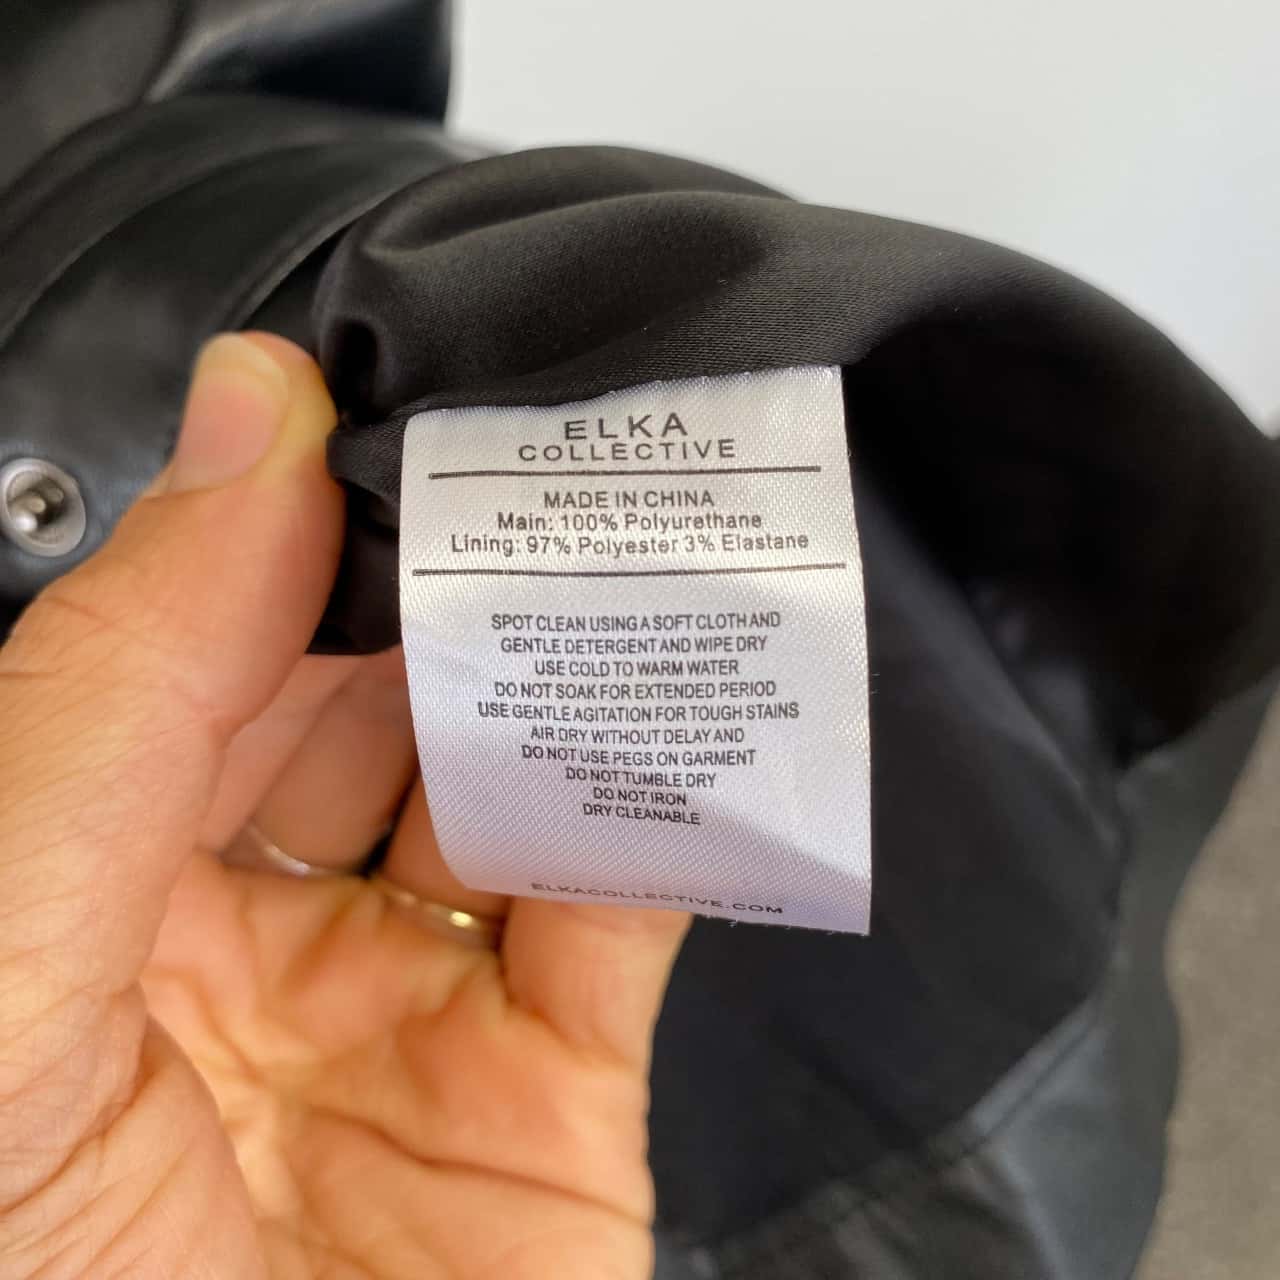 ELKA
COLLECTIVE
MADE IN CHINA
Main: 100% Polyurethane
Lining: 97% Polyester 3% Elastane
SPOT CLEAN USING A SOFT CLOTH AND
GENTLE DETERGENT AND WIPE DRY
USE COLD TO WARM WATER
DO NOT SOAK FOR EXTENDED PERIOD
USE GENTLE AGITATION FOR TOUGH STAINS
AIR DRY WITHOUT DELAY AND
DO NOT USE PEGS ON GARMENT
DO NOT TUMBLE DRY
DO NOT IRON
DRY CLEANABLE
ELKACOLLECTIVE.COM